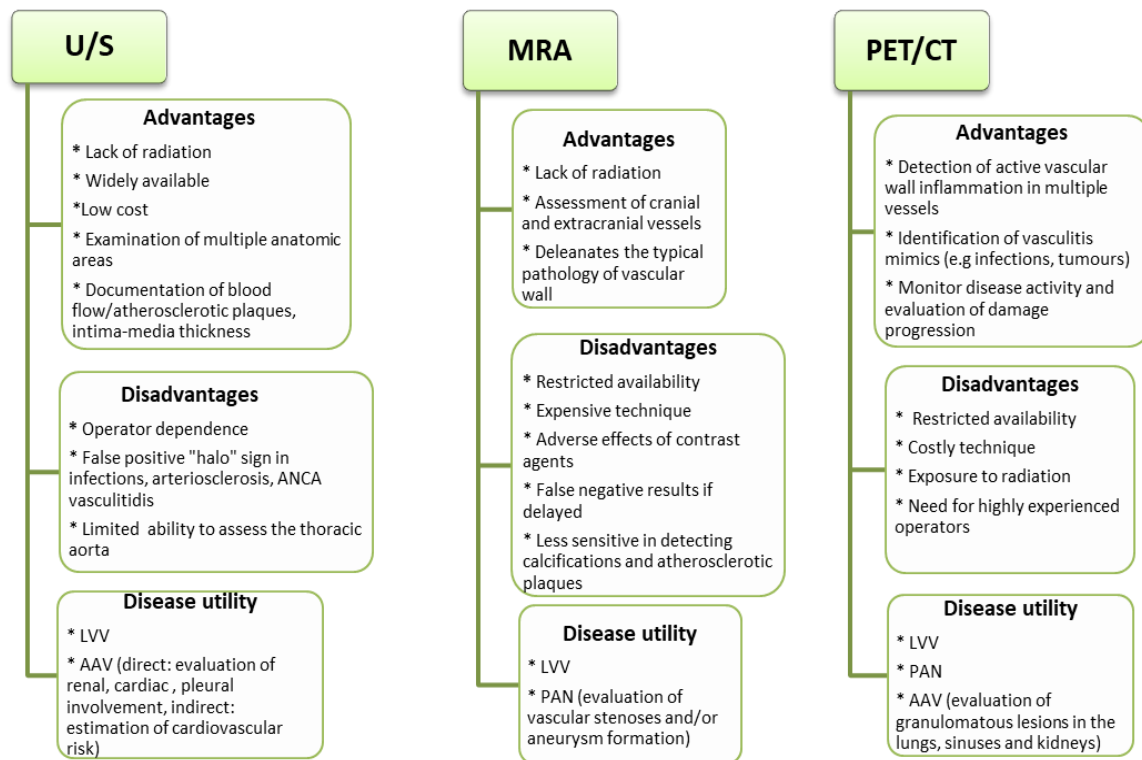 U/S
Advantages
* Lack of radiation
* Widely available
*Low cost
* Examination of multiple anatomic
areas
* Documentation of blood
flow/atherosclerotic plaques,
intima-media thickness
Disadvantages
* Operator dependence
* False positive "halo" sign in
infections, arteriosclerosis, ANCA
vasculitidis
* Limited ability to assess the thoracic
aorta
Disease utility
* LVV
* AAV (direct: evaluation of
renal, cardiac , pleural
involvement, indirect:
estimation of cardiovascular
risk)
MRA
Advantages
* Lack of radiation
* Assessment of cranial
and extracranial vessels
* Deleanates the typical
pathology of vascular
wall
Disadvantages
* Restricted availability
* Expensive technique
* Adverse effects of contrast
agents
* False negative results if
delayed
* Less sensitive in detecting
calcifications and atherosclerotic
plaques
Disease utility
* LVV
* PAN (evaluation of
vascular stenoses and/or
aneurysm formation)
PET/CT
Advantages
* Detection of active vascular
wall inflammation in multiple
vessels
* Identification of vasculitis
mimics (e.g infections, tumours)
* Monitor disease activity and
evaluation of damage
progression
Disadvantages
* Restricted availability
* Costly technique
* Exposure to radiation
* Need for highly experienced
operators
Disease utility
* LVV
* PAN
* AAV (evaluation of
granulomatous lesions in the
lungs, sinuses and kidneys)